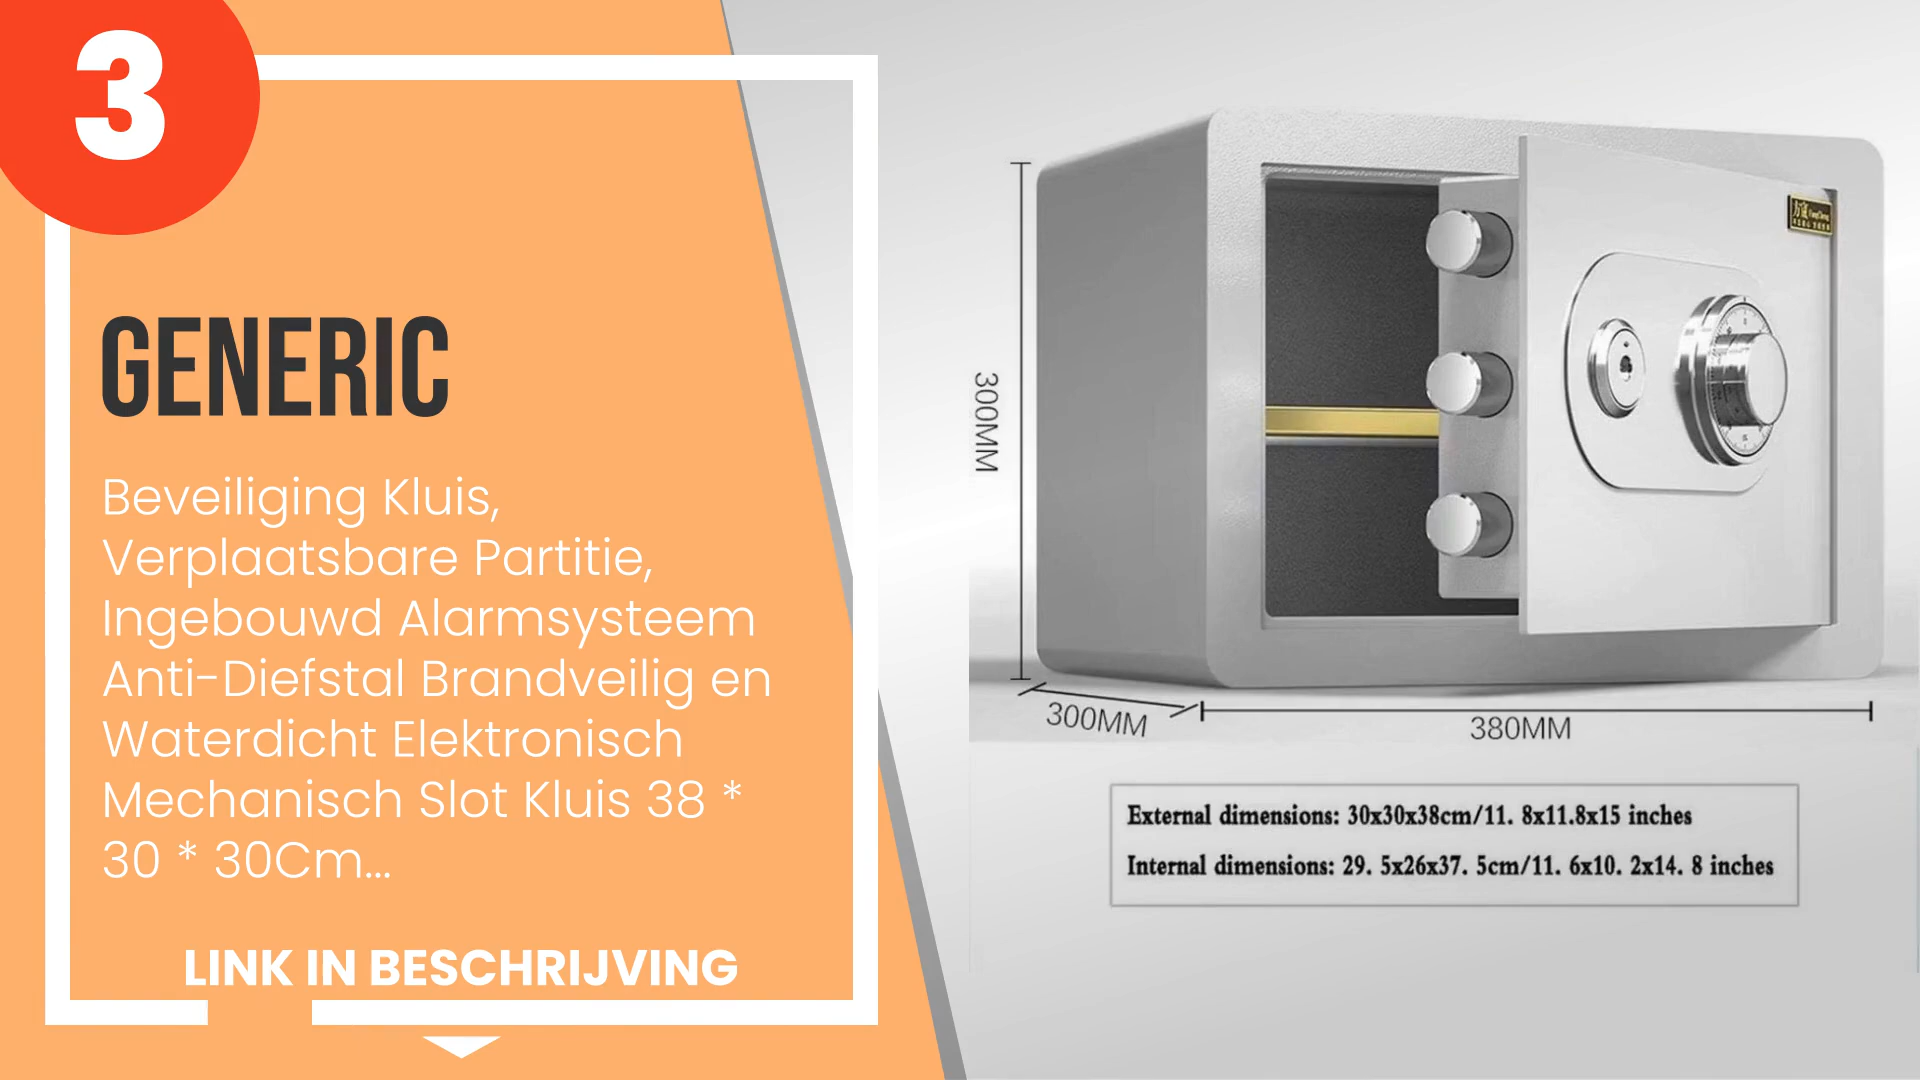 3
GENERIC
Beveiliging Kluis,
Verplaatsbare Partitie,
Ingebouwd Alarmsysteem
Anti-Diefstal Brandveilig en
Waterdicht Elektronisch
Mechanisch Slot Kluis 38 *
30 * 30Cm...
LINK IN BESCHRIJVING
300MM
300MM
380MM
External dimensions: 30x30x38cm/11. 8x11.8x15 inches
Internal dimensions: 29. 5x26x37. 5cm/11. 6x10. 2x14. 8 inches